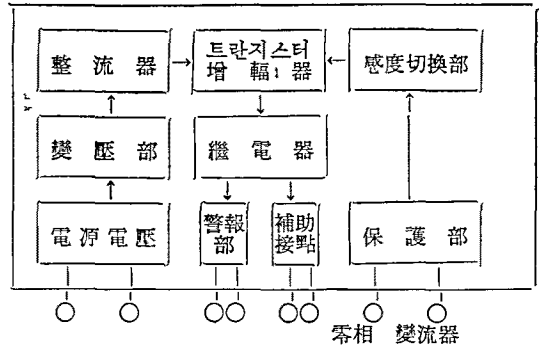 整流器
트란지스터
增輻器
感度切換部
變壓部
繼電器
電源電壓
警報
部
補助
接點
保護部
零相 變流器